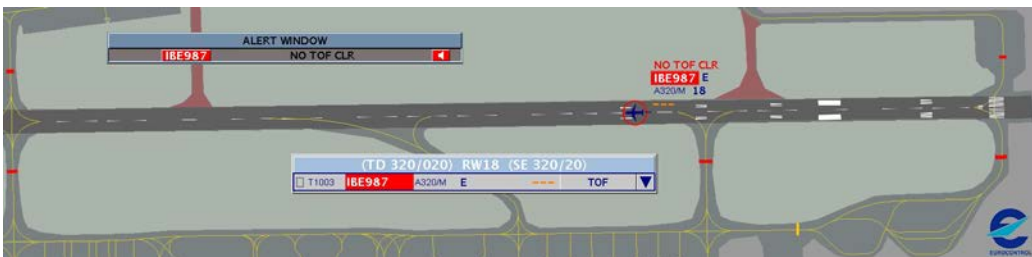 ALERT WINDOW
IBE987 NO TOF CLR
NO TOF CLR
IBE987 E
A320/M 18
(TD 320/020) RW18 (SE 320/20)
T1003 IBE987 A320/M E --- TOF
EUROCONTROL